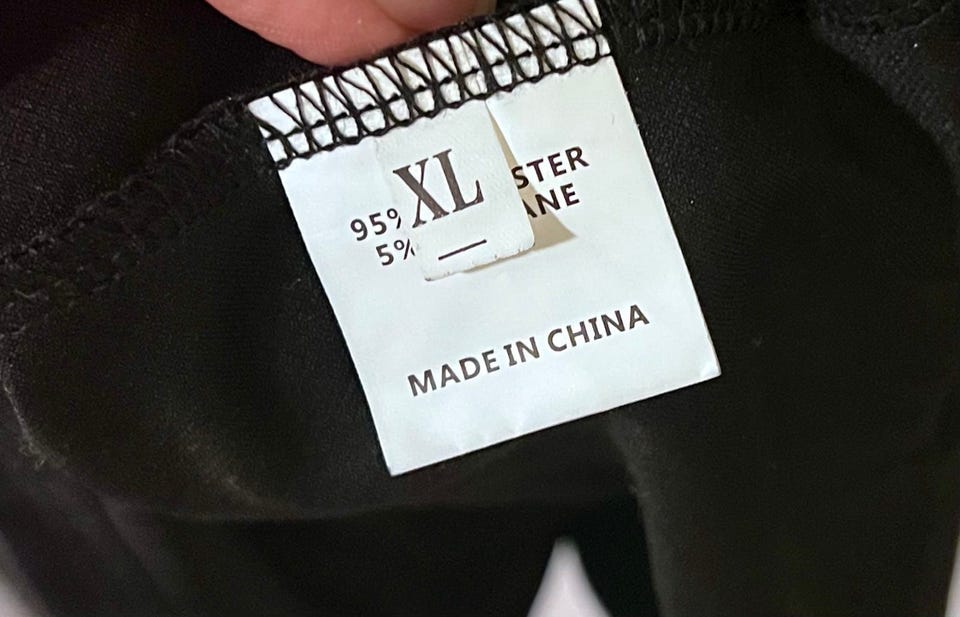 XL
95%
STER
5%
ANE
MADE IN CHINA